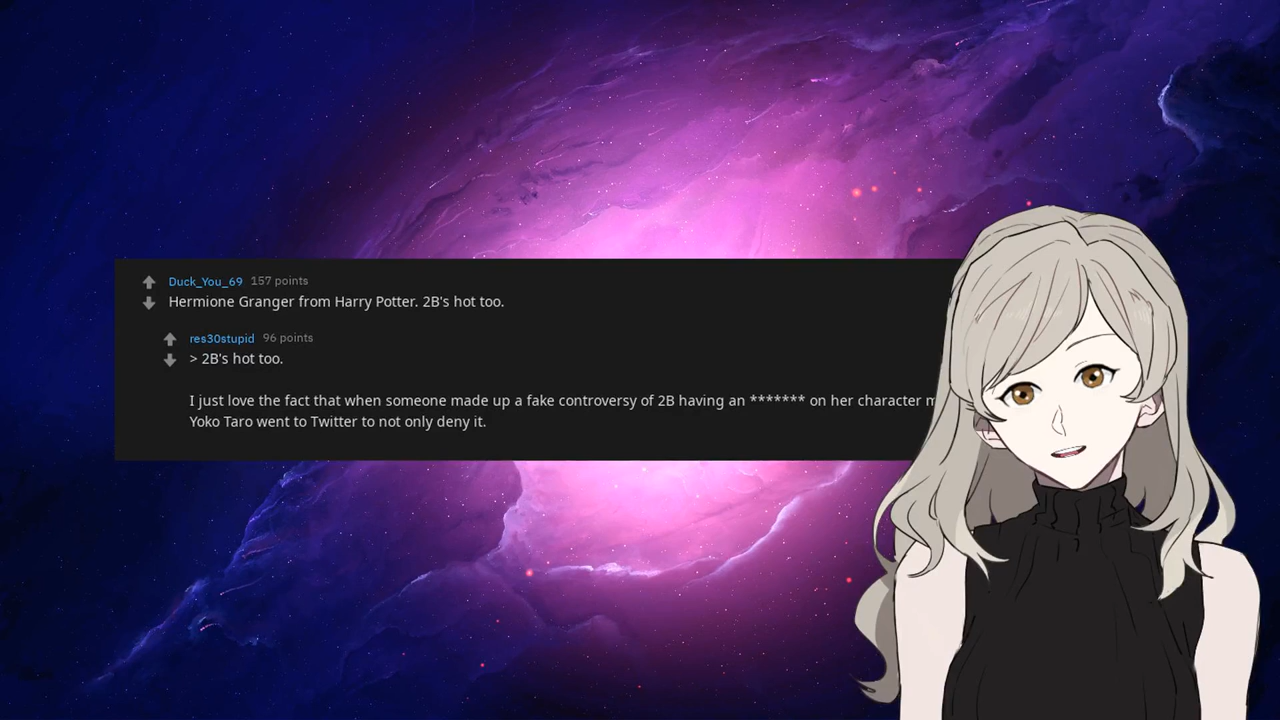 Duck_You_69 157 points
Hermione Granger from Harry Potter. 2B's hot too.
res30stupid 96 points
> 2B's hot too.
I just love the fact that when someone made up a fake controversy of 2B having an ******* on her character
Yoko Taro went to Twitter to not only deny it.